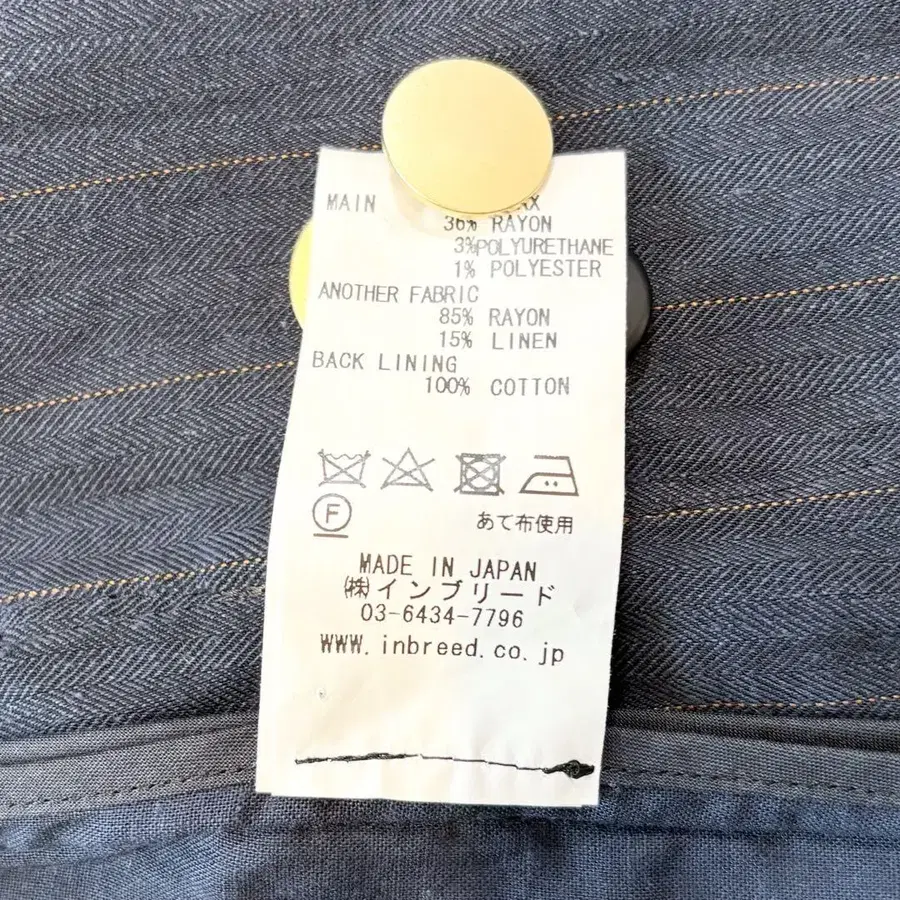 MAIN
36% RAYON
3%POLYURETHANE
1% POLYESTER
ANOTHER FABRIC
85% RAYON
15% LINEN
BACK LINING
100% COTTON
F
あて布使用
MADE IN JAPAN
㈱インブリード
03-6434-7796
www.inbreed.co.jp